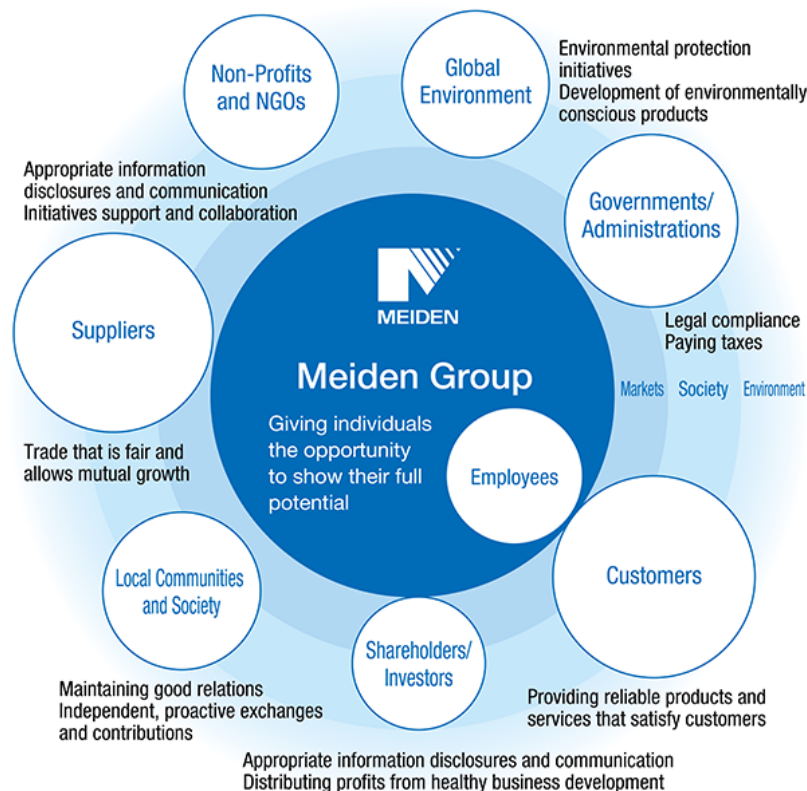 Non-Profits
and NGOs
Global
Environment
Environmental protection
initiatives
Development of environmentally
conscious products
Appropriate information
disclosures and communication
Initiatives support and collaboration
Governments/
Administrations
Legal compliance
Paying taxes
Suppliers
Trade that is fair and
allows mutual growth
MEIDEN
Meiden Group
Giving individuals
the opportunity
to show their full
potential
Employees
Markets Society Environment
Customers
Providing reliable products and
services that satisfy customers
Local Communities
and Society
Maintaining good relations
Independent, proactive exchanges
and contributions
Shareholders/
Investors
Appropriate information disclosures and communication
Distributing profits from healthy business development